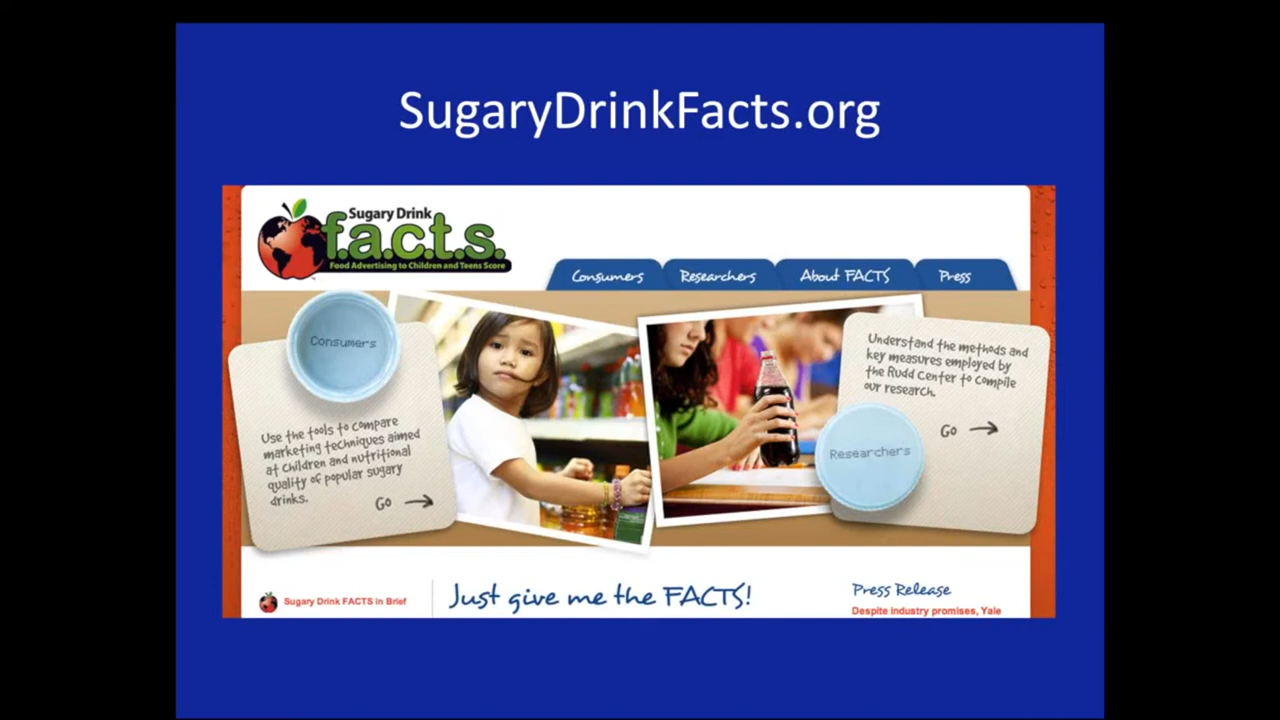 SugaryDrinkFacts.org
Sugary Drink
f.a.c.t.s.
Food Advertising to Children and Teens Score
Consumers
Researchers
About FACTS
Press
Consumers
Use the tools to compare
marketing techniques aimed
at children and nutritional
quality of popular sugary
drinks.
Go
Understand the methods and
key measures employed by
the Rudd Center to compile
our research.
Go
Researchers
Sugary Drink FACTS in Brief
Just give me the FACTS!
Press Release
Despite industry promises, Yale